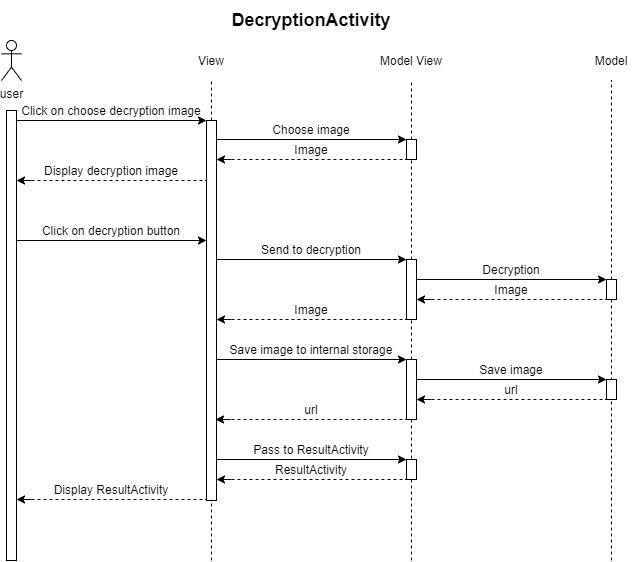 DecryptionActivity
View
Model View
Model
user
Click on choose decryption image
Choose image
Image
Display decryption image
Click on decryption button
Send to decryption
Decryption
Image
Image
Save image to internal storage
Save image
url
url
Pass to ResultActivity
ResultActivity
Display ResultActivity